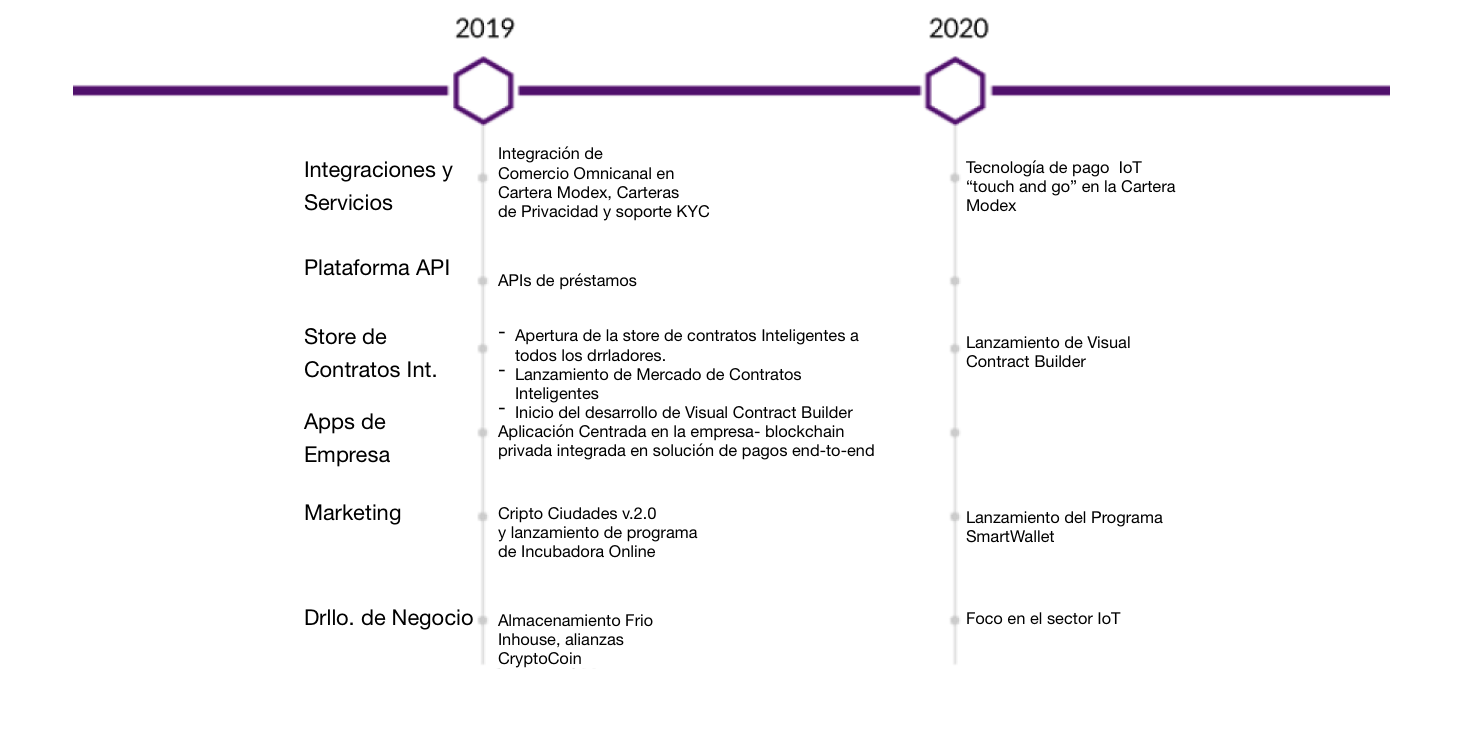 2019
2020
Integraciones y
Servicios
Integración de
Comercio Omnicanal en
Cartera Modex, Carteras
de Privacidad y soporte KYC
Tecnología de pago  IoT
“touch and go” en la Cartera
Modex
Plataforma API
APIs de préstamos
Store de
Contratos Int.
- Apertura de la store de contratos Inteligentes a
todos los drrladores.
- Lanzamiento de Mercado de Contratos
Inteligentes
- Inicio del desarrollo de Visual Contract Builder
Lanzamiento de Visual
Contract Builder
Apps de
Empresa
Aplicación Centrada en la empresa- blockchain
privada integrada en solución de pagos end-to-end
Marketing
Cripto Ciudades v.2.0
y lanzamiento de programa
de Incubadora Online
Lanzamiento del Programa
SmartWallet
Drllo. de Negocio
Almacenamiento Frio
Inhouse, alianzas
CryptoCoin
Foco en el sector IoT